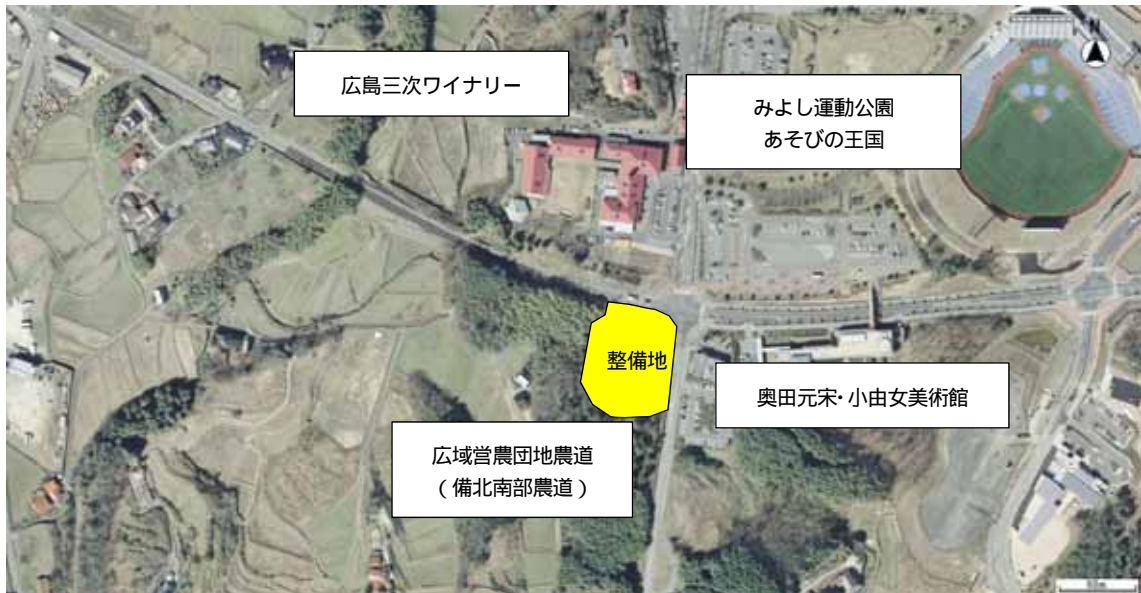 N
広島三次ワイナリー
みよし運動公園
あそびの王国
整備地
奥田元宋・小由女美術館
広域営農団地農道
(備北南部農道)